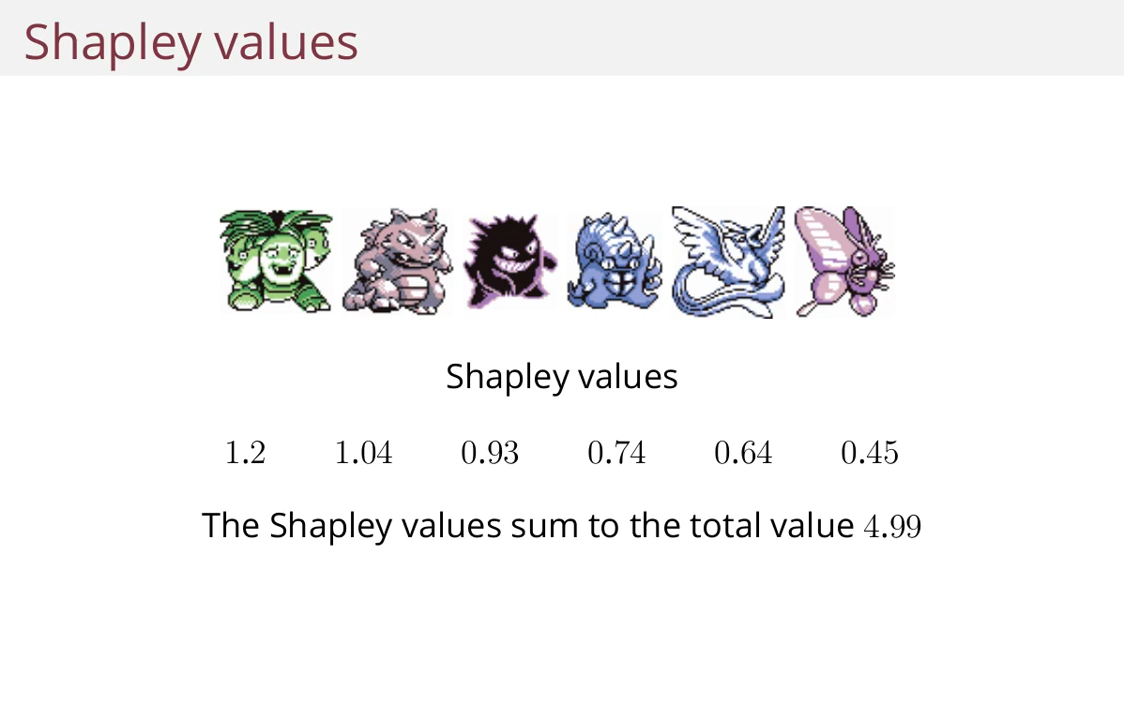 Shapley values
Shapley values
1.2 1.04 0.93 0.74 0.64 0.45
The Shapley values sum to the total value 4.99